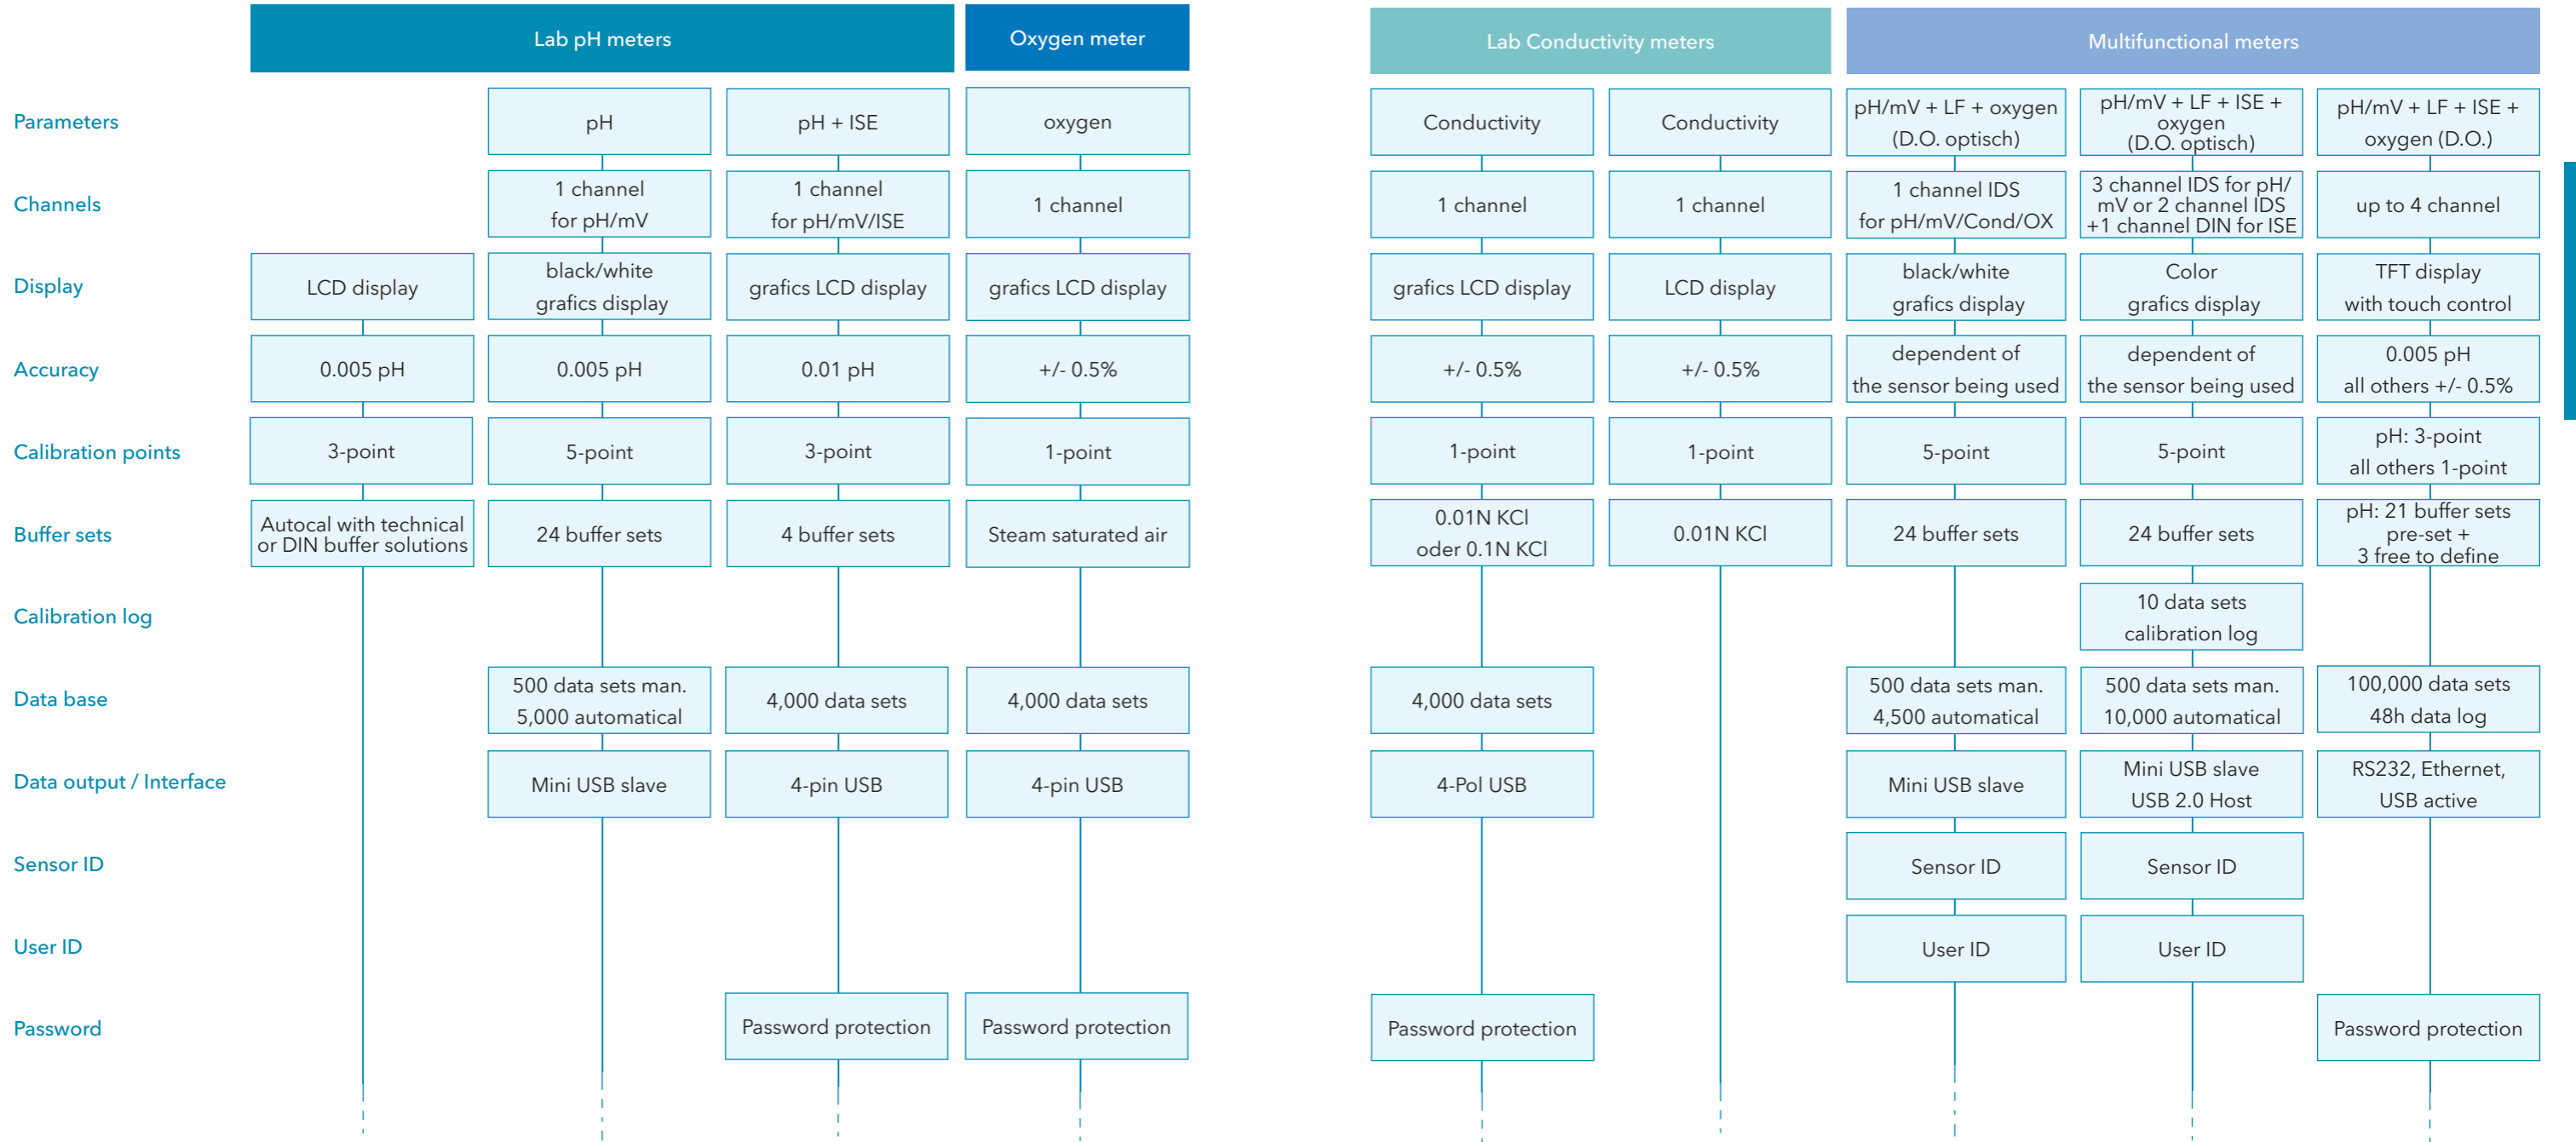 Lab pH meters
Oxygen meter
Lab Conductivity meters
Multifunctional meters
Parameters
pH
pH + ISE
oxygen
Conductivity
Conductivity
pH/mV + LF + oxygen
(D.O. optisch)
pH/mV + LF + ISE +
oxygen
(D.O. optisch)
pH/mV + LF + ISE +
oxygen (D.O.)
Channels
1 channel
for pH/mV
1 channel
for pH/mV/ISE
1 channel
1 channel
1 channel
1 channel IDS
for pH/mV/Cond/OX
3 channel IDS for pH/
mV or 2 channel IDS
+1 channel DIN for ISE
up to 4 channel
Display
LCD display
black/white
grafics display
grafics LCD display
grafics LCD display
grafics LCD display
LCD display
black/white
grafics display
Color
grafics display
TFT display
with touch control
Accuracy
0.005 pH
0.005 pH
0.01 pH
+/- 0.5%
+/- 0.5%
+/- 0.5%
dependent of
the sensor being used
dependent of
the sensor being used
0.005 pH
all others +/- 0.5%
Calibration points
3-point
5-point
3-point
1-point
1-point
1-point
5-point
5-point
pH: 3-point
all others 1-point
Buffer sets
Autocal with technical
or DIN buffer solutions
24 buffer sets
4 buffer sets
Steam saturated air
0.01N KCl
oder 0.1N KCl
0.01N KCl
24 buffer sets
24 buffer sets
pH: 21 buffer sets
pre-set +
3 free to define
Calibration log
10 data sets
calibration log
Data base
500 data sets man.
5,000 automatical
4,000 data sets
4,000 data sets
4,000 data sets
500 data sets man.
4,500 automatical
500 data sets man.
10,000 automatical
100,000 data sets
48h data log
Data output / Interface
Mini USB slave
4-pin USB
4-pin USB
4-Pol USB
Mini USB slave
Mini USB slave
USB 2.0 Host
RS232, Ethernet,
USB active
Sensor ID
Sensor ID
Sensor ID
User ID
User ID
User ID
Password
Password protection
Password protection
Password protection
Password protection